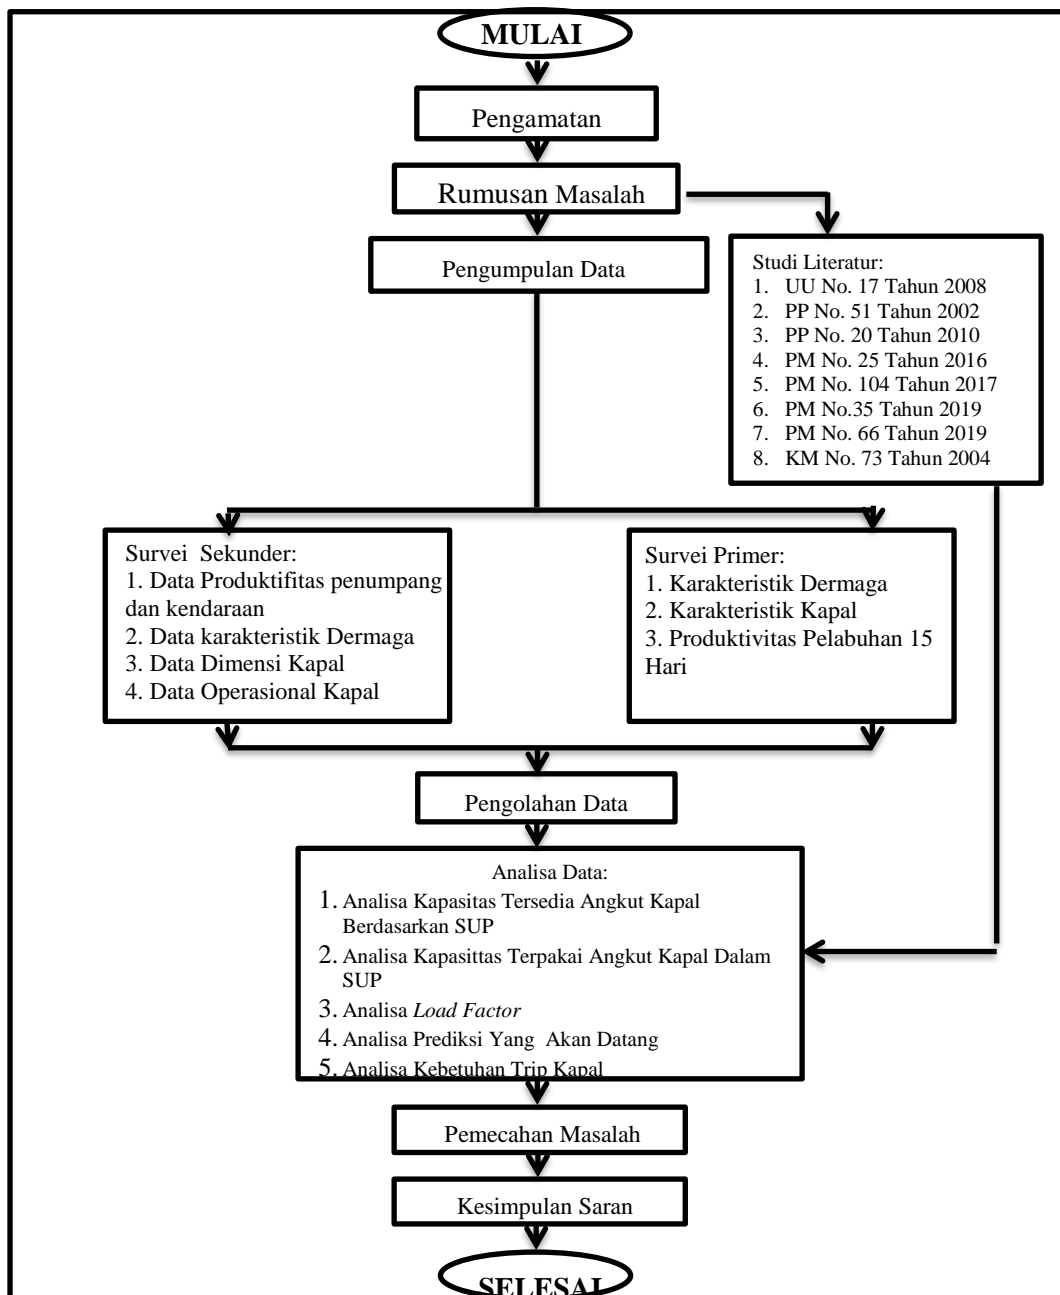 MULAI
Pengamatan
Rumusan Masalah
Pengumpulan Data
Studi Literatur:
1. UU No. 17 Tahun 2008
2. PP No. 51 Tahun 2002
3. PP No. 20 Tahun 2010
4. PM No. 25 Tahun 2016
5. PM No. 104 Tahun 2017
6. PM No.35 Tahun 2019
7. PM No. 66 Tahun 2019
8. KM No. 73 Tahun 2004
Survei Sekunder:
1. Data Produktifitas penumpang
dan kendaraan
2. Data karakteristik Dermaga
3. Data Dimensi Kapal
4. Data Operasional Kapal
Survei Primer:
1. Karakteristik Dermaga
2. Karakteristik Kapal
3. Produktivitas Pelabuhan 15
Hari
Pengolahan Data
Analisa Data:
1. Analisa Kapasitas Tersedia Angkut Kapal
Berdasarkan SUP
2. Analisa Kapasittas Terpakai Angkut Kapal Dalam
SUP
3. Analisa Load Factor
4. Analisa Prediksi Yang Akan Datang
5. Analisa Kebetuhan Trip Kapal
Pemecahan Masalah
Kesimpulan Saran
SELESAI